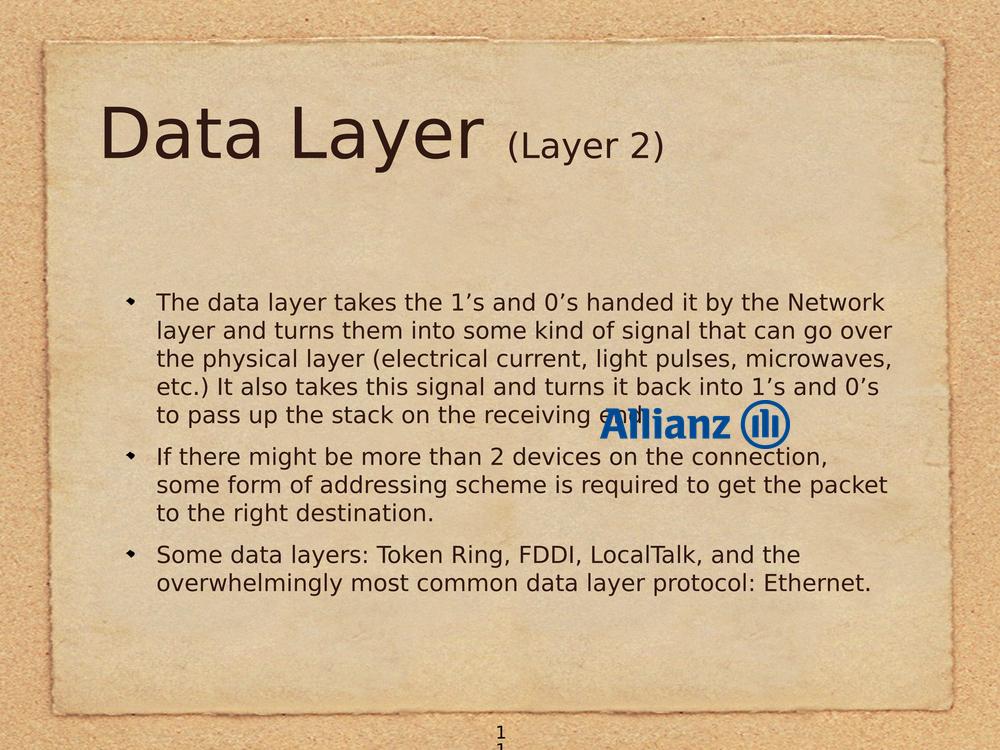 Data Layer (Layer 2)
The data layer takes the 1’s and 0’s handed it by the Network
layer and turns them into some kind of signal that can go over
the physical layer (electrical current, light pulses, microwaves,
etc.) It also takes this signal and turns it back into 1’s and 0’s
to pass up the stack on the receiving end.
Allianz
If there might be more than 2 devices on the connection,
some form of addressing scheme is required to get the packet
to the right destination.
Some data layers: Token Ring, FDDI, LocalTalk, and the
overwhelmingly most common data layer protocol: Ethernet.
1
1